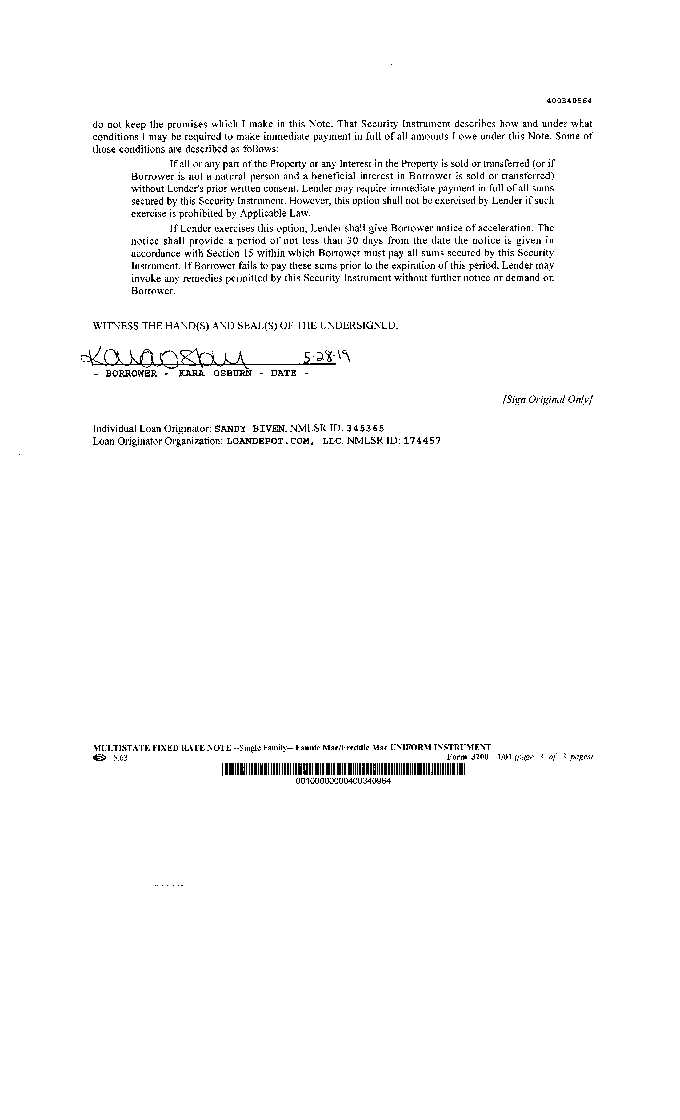 400340964
do not keep the promises which I make in this Note. That Security Instrument describes how and under what
conditions I may be required to make immediate payment in full of all amounts I owe under this Note. Some of
those conditions are described as follows:
If all or any part of the Property or any Interest in the Property is sold or transferred (or if
Borrower is not a natural person and a beneficial interest in Borrower is sold or transferred)
without Lender's prior written consent. Lender may require immediate payment in full of all sums
secured by this Security Instrument. However, this option shall not be exercised by Lender if such
exercise is prohibited by Applicable Law.
If Lender exercises this option, Lender shall give Borrower notice of acceleration. The
notice shall provide a period of not less than 30 days from the date the notice is given in
accordance with Section 15 within which Borrower must pay all sums secured by this Security
Instrument. If Borrower fails to pay these sums prior to the expiration of this period, Lender may
invoke any remedies permitted by this Security Instrument without further notice or demand on
Borrower.
WITNESS THE HAND(S) AND SEAL(S) OF THE UNDERSIGNED.
5-28-19
- BORROWER - KARA OSBURN - DATE -
[Sign Original Only]
Individual Loan Originator: SANDY BIVEN, NMLSR ID: 345365
Loan Originator Organization: LOANDEPOT.COM, LLC. NMLSR ID: 174457
MULTISTATE FIXED RATE NOTE --Single Family-- Fannie Mae/Freddie Mac UNIFORM INSTRUMENT
Form 3200 1/01 (page 3 of 3 pages)